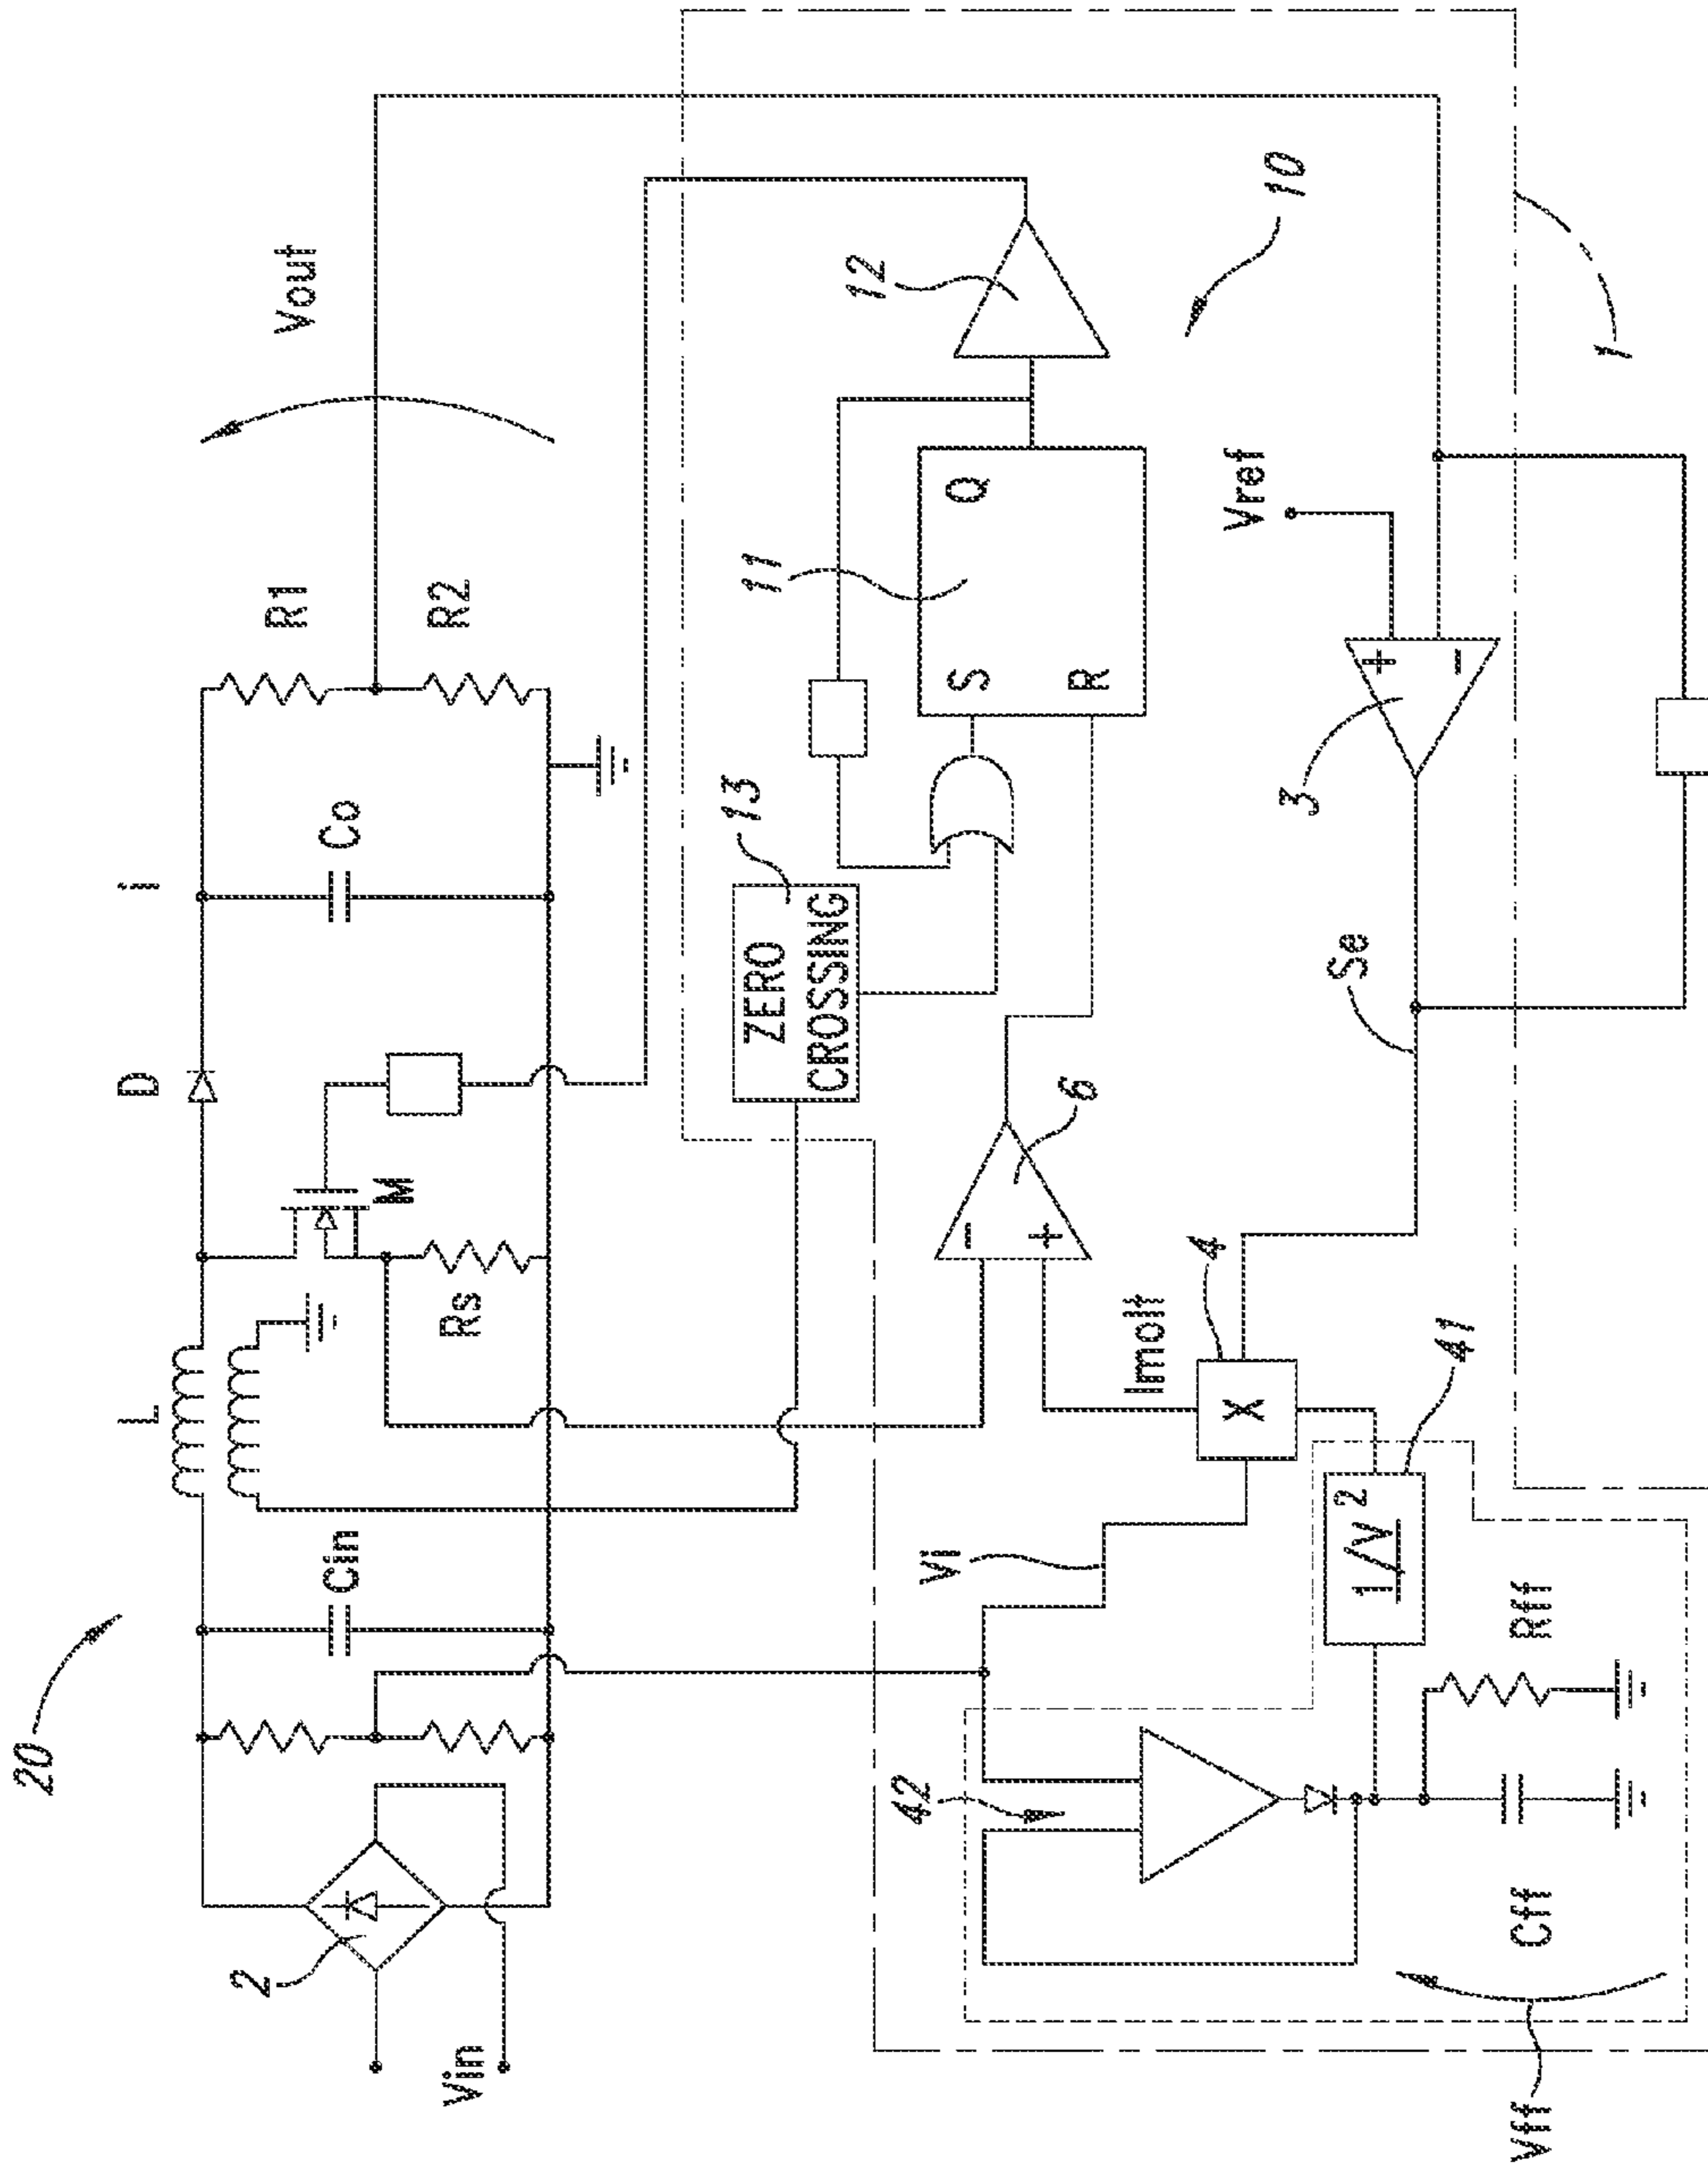 20
L
D
i
Vout
R1
R2
Cin
Co
M
Rs
2
Vin
ZERO
CROSSING
13
11
12
S
Q
R
10
6
-
+
Imolt
4
X
Vi
42
1/V²
41
Rff
Cff
Vff
Se
3
+
-
Vref
1